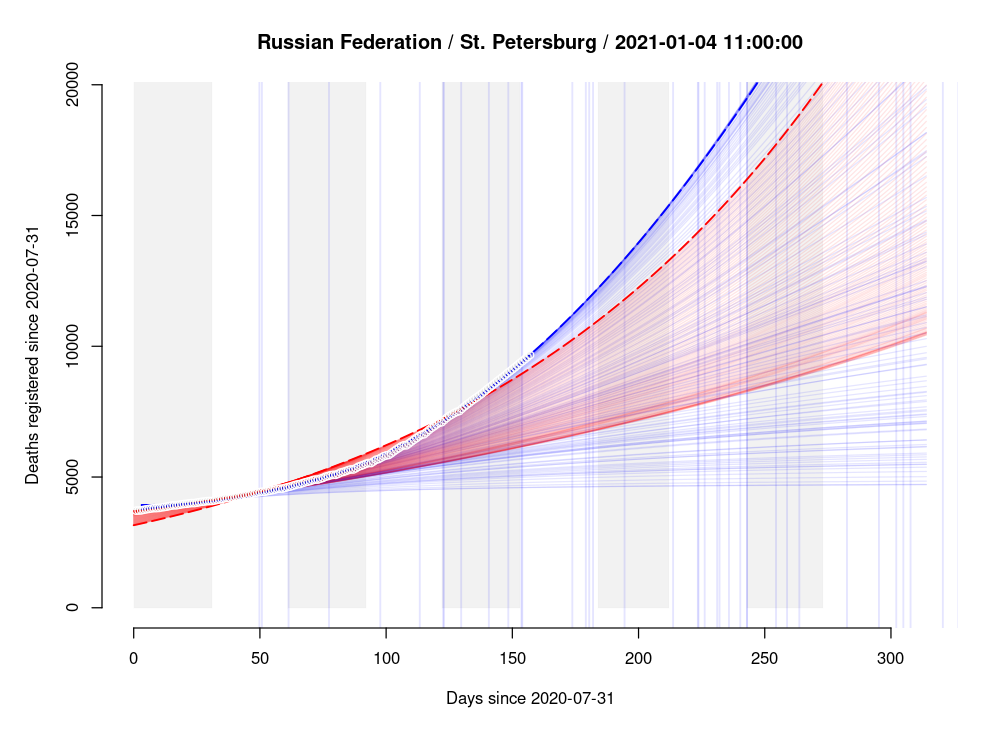 Russian Federation / St. Petersburg / 2021-01-04 11:00:00
Deaths registered since 2020-07-31
20000
15000
10000
5000
0
0 50 100 150 200 250 300
Days since 2020-07-31